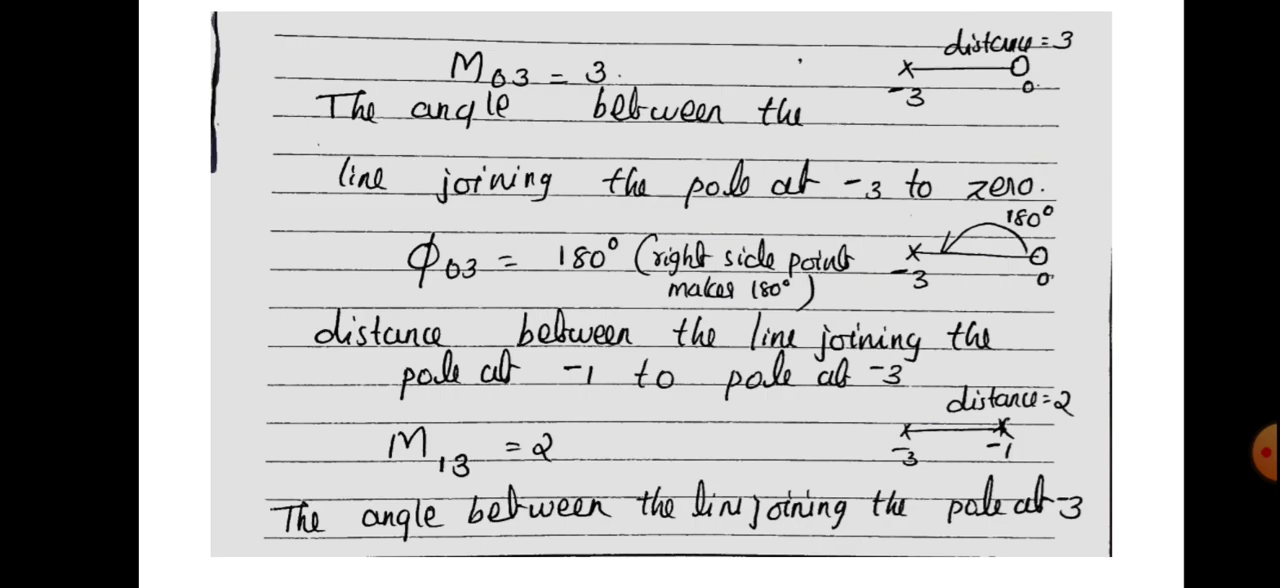 distance = 3
M03 = 3.
-3 0
The angle between the
line joining the pole at -3 to zero.
180°
ϕ03 = 180° (right side point
makes 180°)
-3 0
distance between the line joining the
pole at -1 to pole at -3
distance = 2
M13 = 2
-3 -1
The angle between the line joining the pole at -3